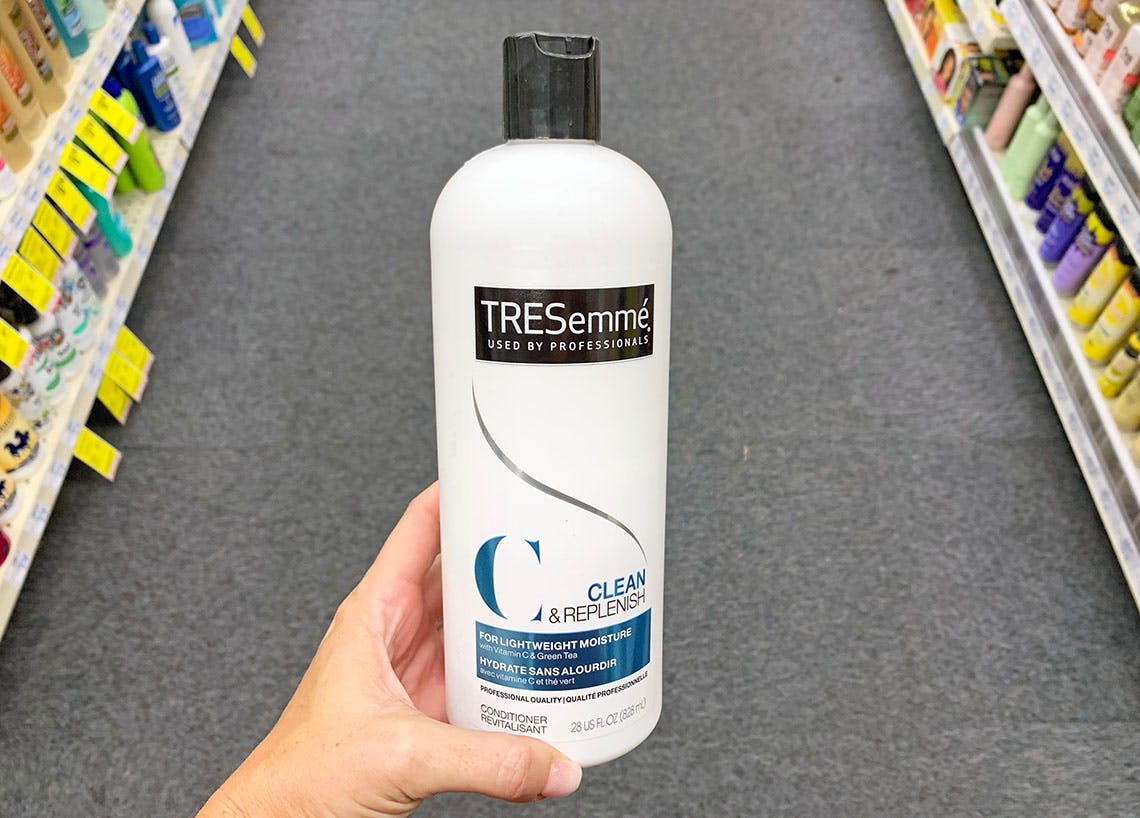 TRESemmé
USED BY PROFESSIONALS
C
CLEAN
& REPLENISH
FOR LIGHTWEIGHT MOISTURE
with Vitamin C & Green Tea
HYDRATE SANS ALOURDIR
avec vitamine C et thé vert
PROFESSIONAL QUALITY | QUALITÉ PROFESSIONNELLE
CONDITIONER
REVITALISANT
28 US FL OZ (828 mL)